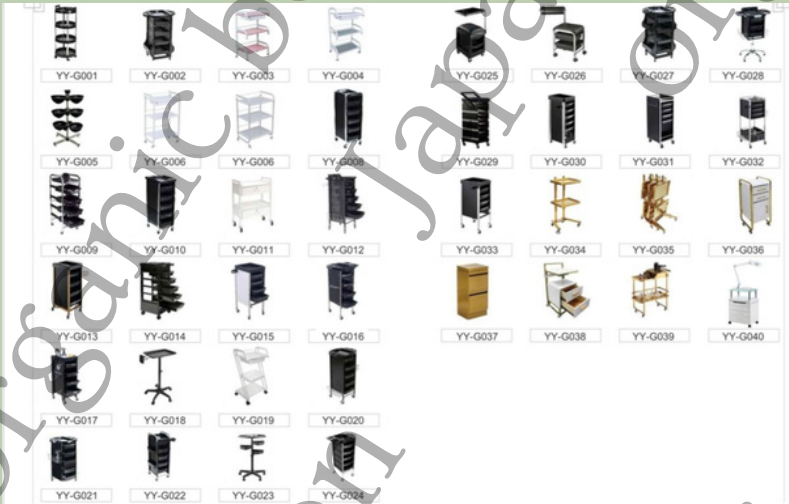 YY-G001 YY-G002 YY-G003 YY-G004 YY-G025 YY-G026 YY-G027 YY-G028
YY-G005 YY-G006 YY-G006 YY-G008 YY-G029 YY-G030 YY-G031 YY-G032
YY-G009 YY-G010 YY-G011 YY-G012 YY-G033 YY-G034 YY-G035 YY-G036
YY-G013 YY-G014 YY-G015 YY-G016 YY-G037 YY-G038 YY-G039 YY-G040
YY-G017 YY-G018 YY-G019 YY-G020
YY-G021 YY-G022 YY-G023 YY-G024
Japa